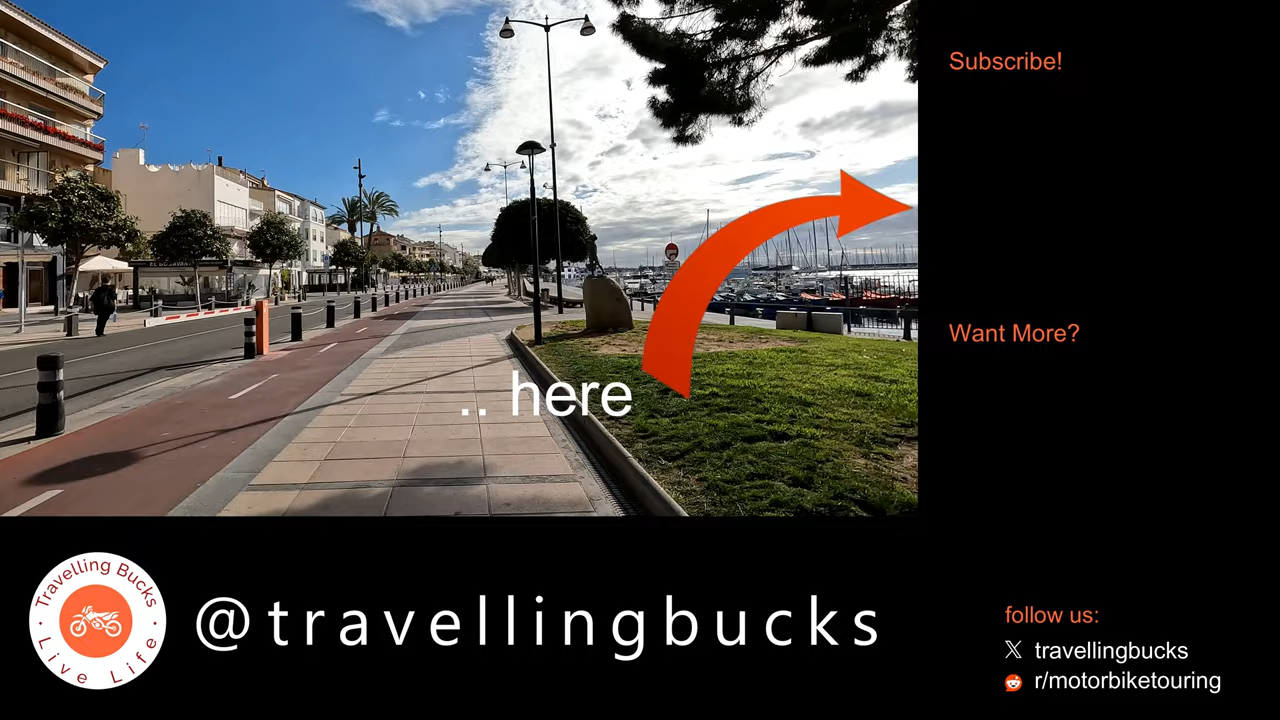 Subscribe!
.. here
Want More?
Travelling Bucks
· Live Life ·
@travellingbucks
follow us:
𝕏 travellingbucks
r/motorbiketouring